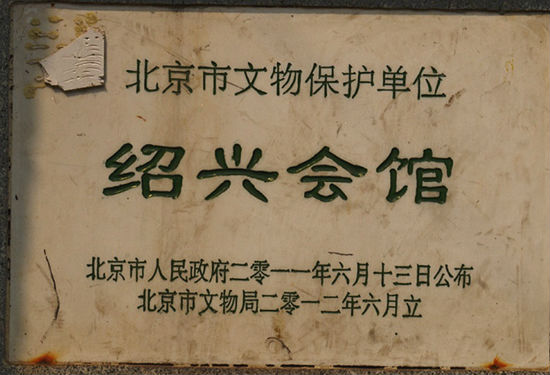 北京市文物保护单位
绍兴会馆
北京市人民政府二零一一年六月十三日公布
北京市文物局二零一二年六月立